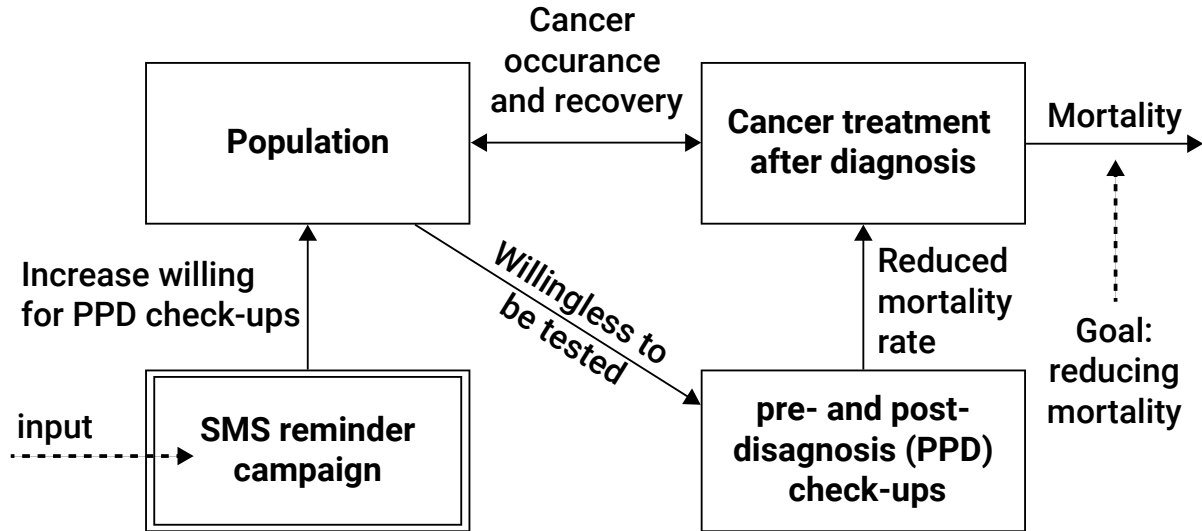 Cancer
occurance
and recovery
Population
Cancer treatment
after diagnosis
Mortality
Increase willing
for PPD check-ups
Willingless to
be tested
Reduced
mortality
rate
Goal:
reducing
mortality
input
SMS reminder
campaign
pre- and post-
disagnosis (PPD)
check-ups